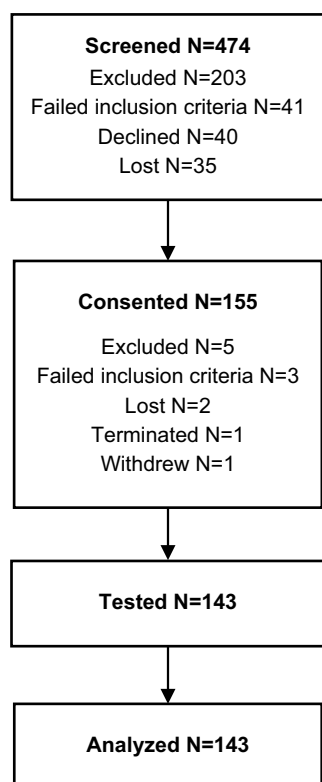 Screened N=474
Excluded N=203
Failed inclusion criteria N=41
Declined N=40
Lost N=35
Consented N=155
Excluded N=5
Failed inclusion criteria N=3
Lost N=2
Terminated N=1
Withdrew N=1
Tested N=143
Analyzed N=143